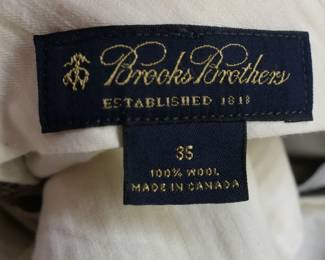 Brooks Brothers
ESTABLISHED 1818
35
100% WOOL
MADE IN CANADA